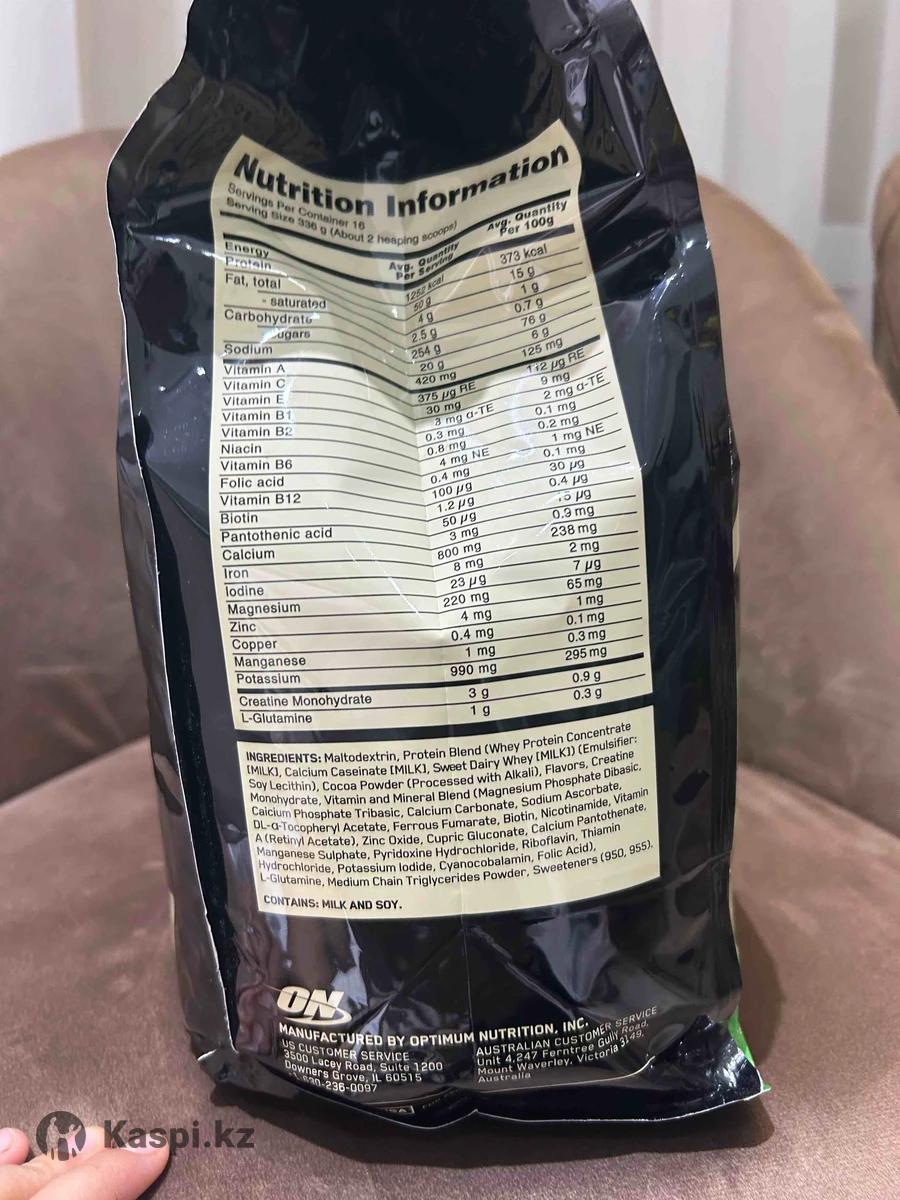 Nutrition Information
Servings Per Container 16
Serving Size 336 g (About 2 heaping scoops)
Avg. Quantity Per Serving Avg. Quantity Per 100g
Energy 1252 kcal 373 kcal
Protein 50 g 15 g
Fat, total 4 g 1 g
- saturated 2.5 g 0.7 g
Carbohydrate 254 g 76 g
ugars 20 g 6 g
Sodium 420 mg 125 mg
Vitamin A 375 µg RE 112 µg RE
Vitamin C 30 mg 9 mg
Vitamin E 3 mg α-TE 2 mg α-TE
Vitamin B1 0.3 mg 0.1 mg
Vitamin B2 0.8 mg 0.2 mg
Niacin 4 mg NE 1 mg NE
Vitamin B6 0.4 mg 0.1 mg
Folic acid 100 µg 30 µg
Vitamin B12 1.2 µg 0.4 µg
Biotin 50 µg 15 µg
Pantothenic acid 3 mg 0.9 mg
Calcium 800 mg 238 mg
Iron 8 mg 2 mg
Iodine 23 µg 7 µg
Magnesium 220 mg 65 mg
Zinc 4 mg 1 mg
Copper 0.4 mg 0.1 mg
Manganese 1 mg 0.3 mg
Potassium 990 mg 295 mg
Creatine Monohydrate 3 g 0.9 g
L-Glutamine 1 g 0.3 g
INGREDIENTS: Maltodextrin, Protein Blend (Whey Protein Concentrate
[MILK], Calcium Caseinate [MILK], Sweet Dairy Whey [MILK]) (Emulsifier:
Soy Lecithin), Cocoa Powder (Processed with Alkali), Flavors, Creatine
Monohydrate, Vitamin and Mineral Blend (Magnesium Phosphate Dibasic,
Calcium Phosphate Tribasic, Calcium Carbonate, Sodium Ascorbate,
DL-α-Tocopheryl Acetate, Ferrous Fumarate, Biotin, Nicotinamide, Vitamin
A (Retinyl Acetate), Zinc Oxide, Cupric Gluconate, Calcium Pantothenate,
Manganese Sulphate, Pyridoxine Hydrochloride, Riboflavin, Thiamin
Hydrochloride, Potassium Iodide, Cyanocobalamin, Folic Acid),
L-Glutamine, Medium Chain Triglycerides Powder, Sweeteners (950, 955).
CONTAINS: MILK AND SOY.
ON
MANUFACTURED BY OPTIMUM NUTRITION, INC.
US CUSTOMER SERVICE
3500 Lacey Road, Suite 1200
Downers Grove, IL 60515
-630-236-0097
AUSTRALIAN CUSTOMER SERVICE
Unit 4,247 Ferntree Gully Road,
Mount Waverley, Victoria 3149,
Australia
Kaspi.kz